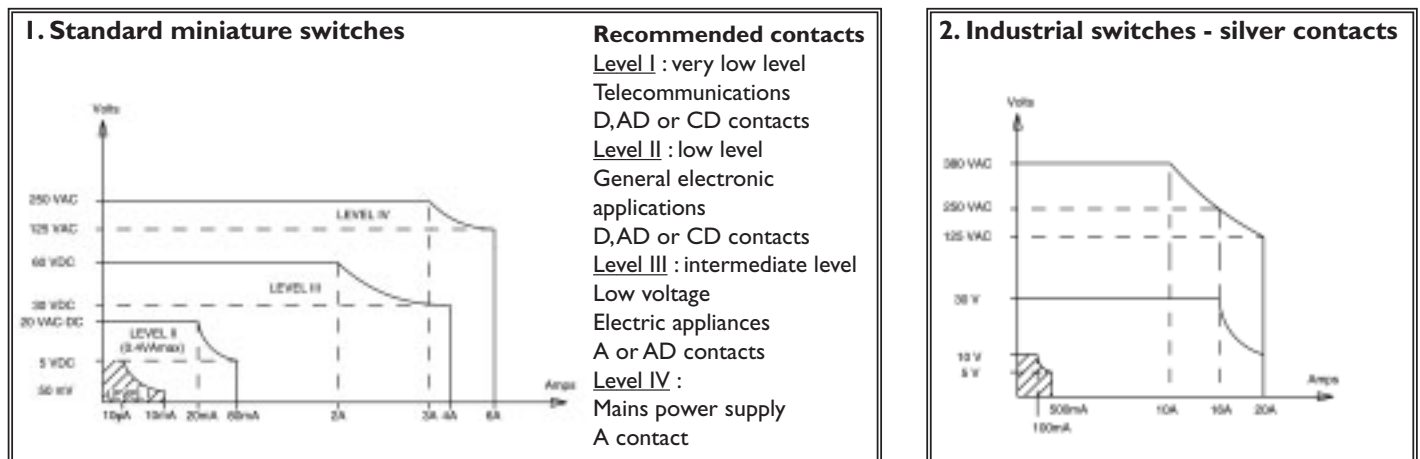 1. Standard miniature switches
Volts
250 VAC
LEVEL IV
125 VAC
60 VDC
LEVEL III
30 VDC
20 VAC-DC
LEVEL II
(0.4VAmax)
5 VDC
50 mV
Amps
10µA
10mA
20mA
80mA
2A
3A
4A
6A
Recommended contacts
Level I : very low level
Telecommunications
D,AD or CD contacts
Level II : low level
General electronic
applications
D,AD or CD contacts
Level III : intermediate level
Low voltage
Electric appliances
A or AD contacts
Level IV :
Mains power supply
A contact
2. Industrial switches - silver contacts
Volts
380 VAC
250 VAC
125 VAC
30 V
10 V
5 V
Amps
500mA
100mA
10A
16A
20A